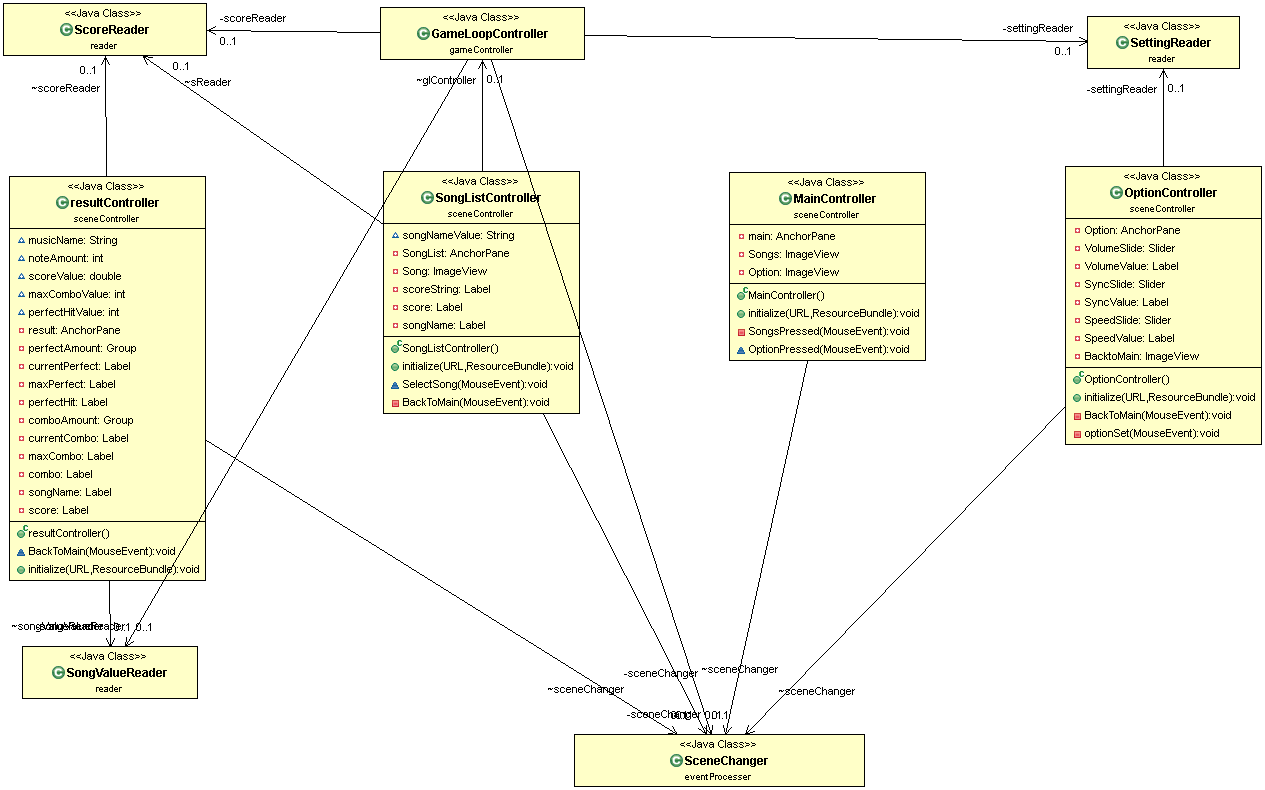 <<Java Class>>
ScoreReader
reader
-scoreReader
0..1
<<Java Class>>
GameLoopController
gameController
-settingReader
0..1
<<Java Class>>
SettingReader
reader
0..1
~scoreReader
0..1
~sReader
~glController
0..1
-settingReader
0..1
<<Java Class>>
resultController
sceneController
musicName: String
noteAmount: int
scoreValue: double
maxComboValue: int
perfectHitValue: int
result: AnchorPane
perfectAmount: Group
currentPerfect: Label
maxPerfect: Label
perfectHit: Label
comboAmount: Group
currentCombo: Label
maxCombo: Label
combo: Label
songName: Label
score: Label
resultController()
BackToMain(MouseEvent):void
initialize(URL,ResourceBundle):void
<<Java Class>>
SongListController
sceneController
songNameValue: String
SongList: AnchorPane
Song: ImageView
scoreString: Label
score: Label
songName: Label
SongListController()
initialize(URL,ResourceBundle):void
SelectSong(MouseEvent):void
BackToMain(MouseEvent):void
<<Java Class>>
MainController
sceneController
main: AnchorPane
Songs: ImageView
Option: ImageView
MainController()
initialize(URL,ResourceBundle):void
SongsPressed(MouseEvent):void
OptionPressed(MouseEvent):void
<<Java Class>>
OptionController
sceneController
Option: AnchorPane
VolumeSlide: Slider
VolumeValue: Label
SyncSlide: Slider
SyncValue: Label
SpeedSlide: Slider
SpeedValue: Label
BacktoMain: ImageView
OptionController()
initialize(URL,ResourceBundle):void
BackToMain(MouseEvent):void
optionSet(MouseEvent):void
0..1
<<Java Class>>
SongValueReader
reader
-sceneChanger
~sceneChanger
~sceneChanger
~sceneChanger
-sceneChanger
<<Java Class>>
SceneChanger
eventProcesser